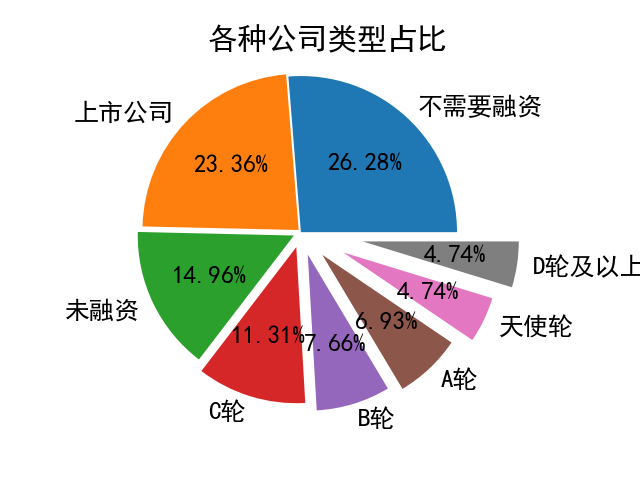 各种公司类型占比
不需要融资
26.28%
上市公司
23.36%
未融资
14.96%
C轮
11.31%
B轮
7.66%
A轮
6.93%
天使轮
4.74%
D轮及以上
4.74%